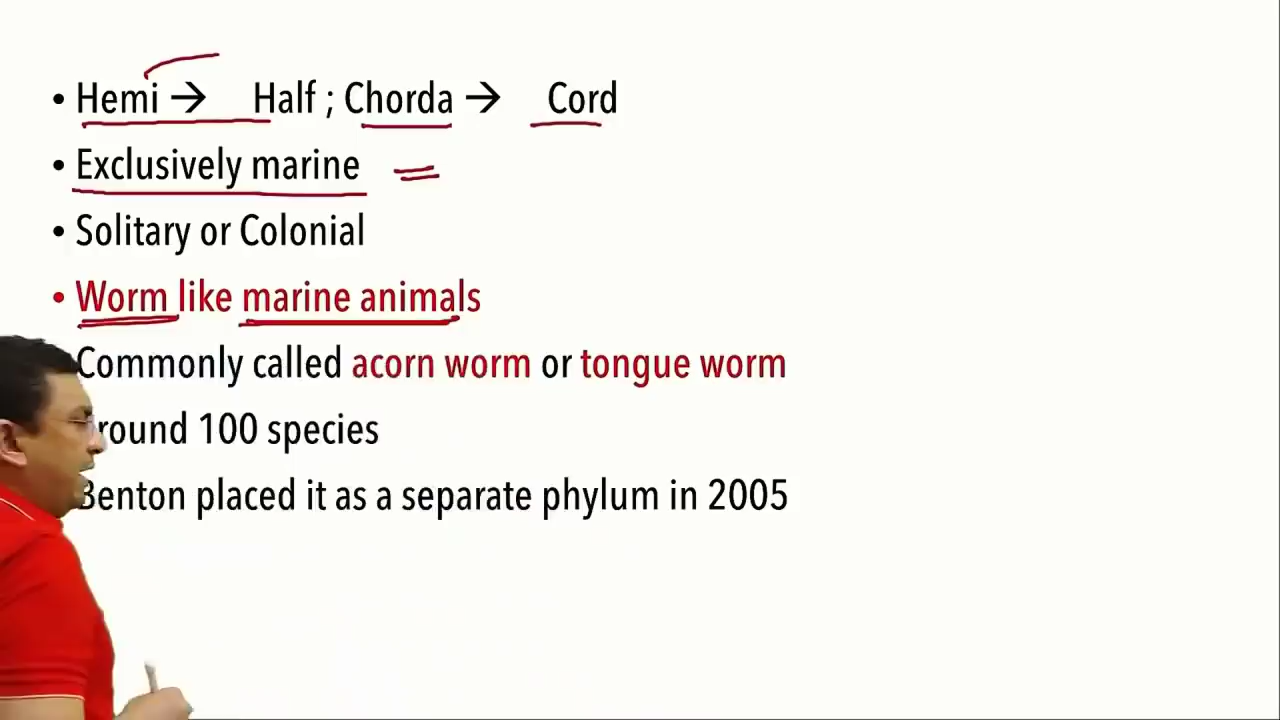 • Hemi → Half ; Chorda → Cord
• Exclusively marine
• Solitary or Colonial
• Worm like marine animals
Commonly called acorn worm or tongue worm
round 100 species
Benton placed it as a separate phylum in 2005